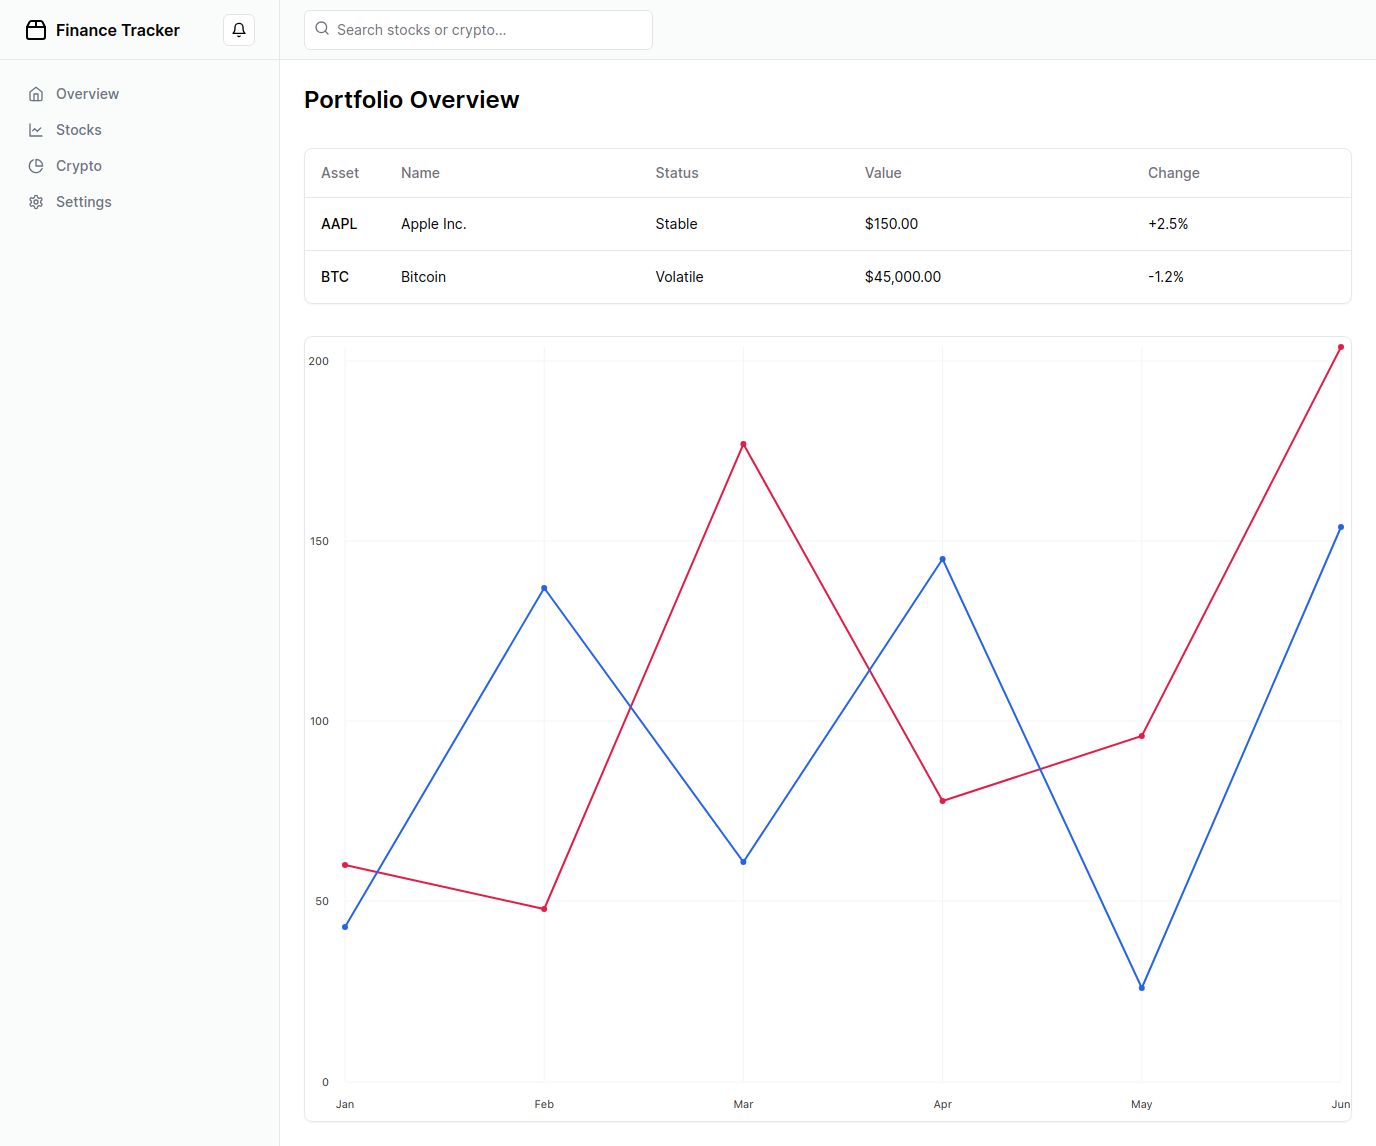 Finance Tracker
Search stocks or crypto...
Overview
Stocks
Crypto
Settings
Portfolio Overview
Asset Name Status Value Change
AAPL Apple Inc. Stable $150.00 +2.5%
BTC Bitcoin Volatile $45,000.00 -1.2%
200
150
100
50
0
Jan Feb Mar Apr May Jun